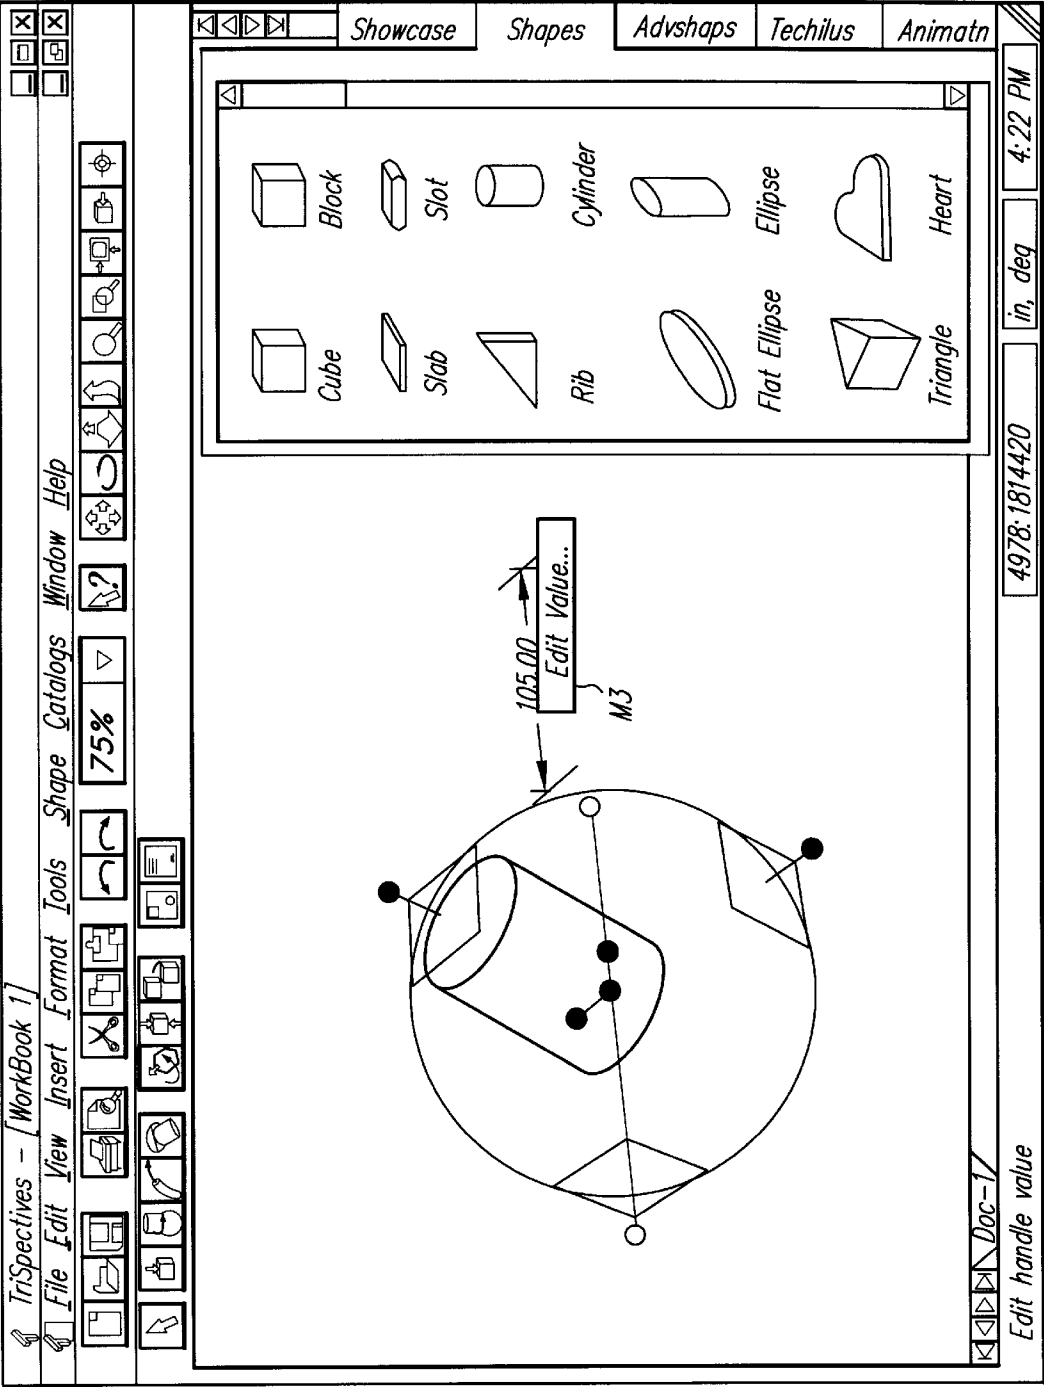 TriSpectives - [WorkBook 1]
File Edit View Insert Format Tools Shape Catalogs Window Help
75%
?
105.00
Edit Value...
M3
Cube
Block
Slab
Slot
Rib
Cylinder
Flat Ellipse
Ellipse
Triangle
Heart
Showcase
Shapes
Advshaps
Techilus
Animatn
Doc-1
Edit handle value
4978:1814420
in, deg
4:22 PM